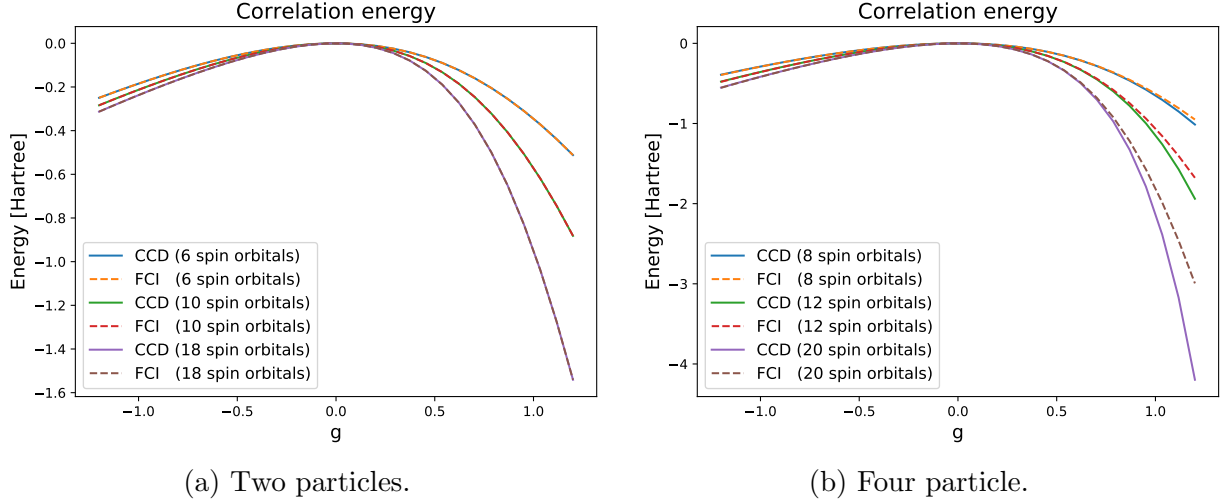 Correlation energy
Energy [Hartree]
0.0
−0.2
−0.4
−0.6
−0.8
−1.0
−1.2
−1.4
−1.6
CCD (6 spin orbitals)
FCI (6 spin orbitals)
CCD (10 spin orbitals)
FCI (10 spin orbitals)
CCD (18 spin orbitals)
FCI (18 spin orbitals)
−1.0 −0.5 0.0 0.5 1.0
g
(a) Two particles.
Correlation energy
Energy [Hartree]
0
−1
−2
−3
−4
CCD (8 spin orbitals)
FCI (8 spin orbitals)
CCD (12 spin orbitals)
FCI (12 spin orbitals)
CCD (20 spin orbitals)
FCI (20 spin orbitals)
−1.0 −0.5 0.0 0.5 1.0
g
(b) Four particle.